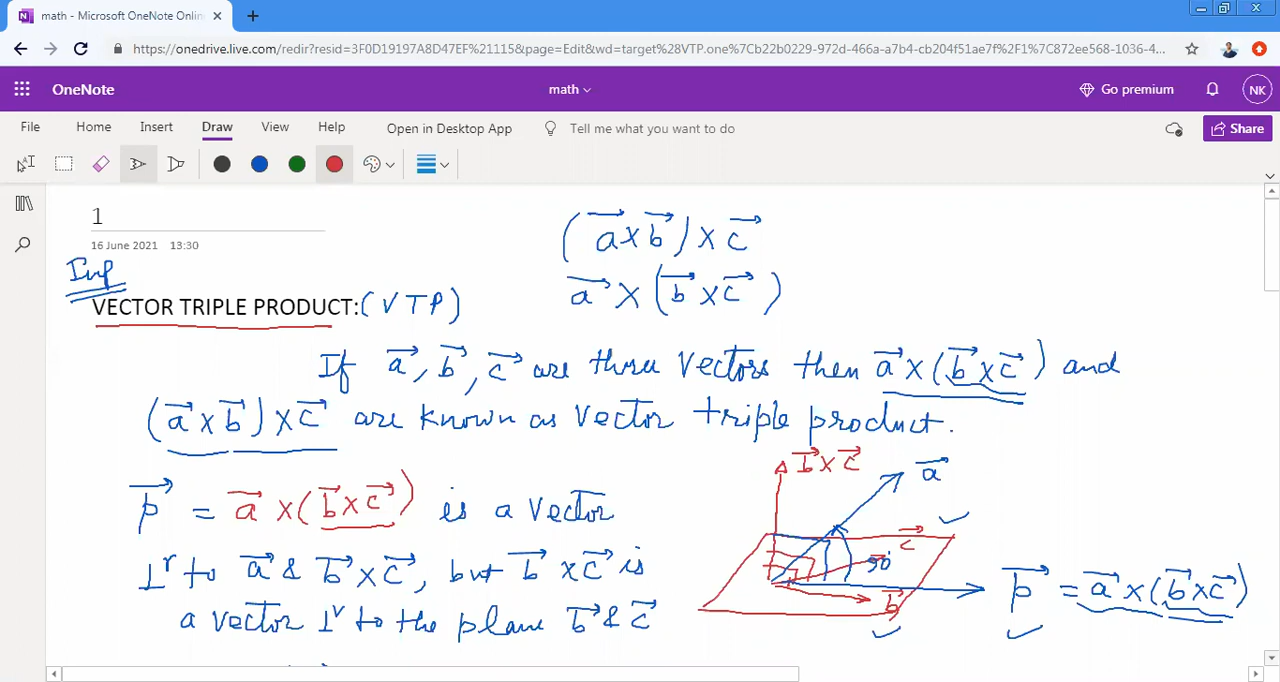 math - Microsoft OneNote Onlin
https://onedrive.live.com/redir?resid=3F0D19197A8D47EF%21115&page=Edit&wd=target%28VTP.one%7Cb22b0229-972d-466a-a7b4-cb204f51ae7f%2F1%7C872ee568-1036-4...
OneNote
math
Go premium
NK
File Home Insert Draw View Help Open in Desktop App Tell me what you want to do
Share
1
16 June 2021 13:30
(a⃗×b⃗)×c⃗
a⃗×(b⃗×c⃗)
Imp
VECTOR TRIPLE PRODUCT:(VTP)
If a⃗, b⃗, c⃗ are three vectors then a⃗×(b⃗×c⃗) and
(a⃗×b⃗)×c⃗ are known as vector triple product.
b⃗×c⃗
a⃗
p⃗ = a⃗×(b⃗×c⃗) is a vector
c⃗
90°
⊥r to a⃗ & b⃗×c⃗, but b⃗×c⃗ is
p⃗ = a⃗×(b⃗×c⃗)
b⃗
a vector ⊥r to the plane b⃗ & c⃗